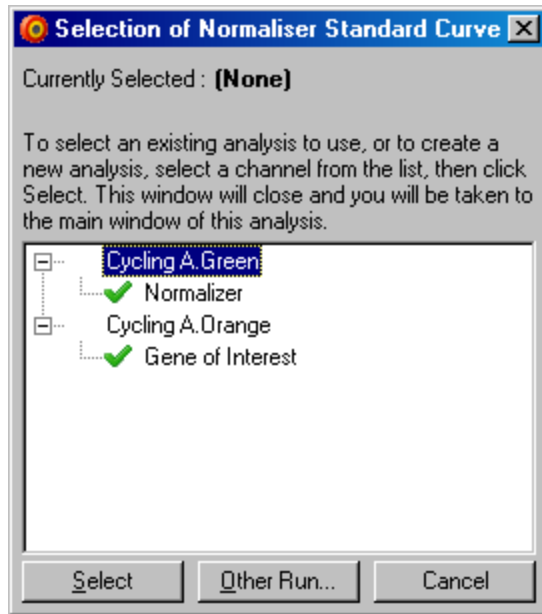 Selection of Normaliser Standard Curve
Currently Selected : (None)
To select an existing analysis to use, or to create a
new analysis, select a channel from the list, then click
Select. This window will close and you will be taken to
the main window of this analysis.
Cycling A.Green
Normalizer
Cycling A.Orange
Gene of Interest
Select Other Run... Cancel